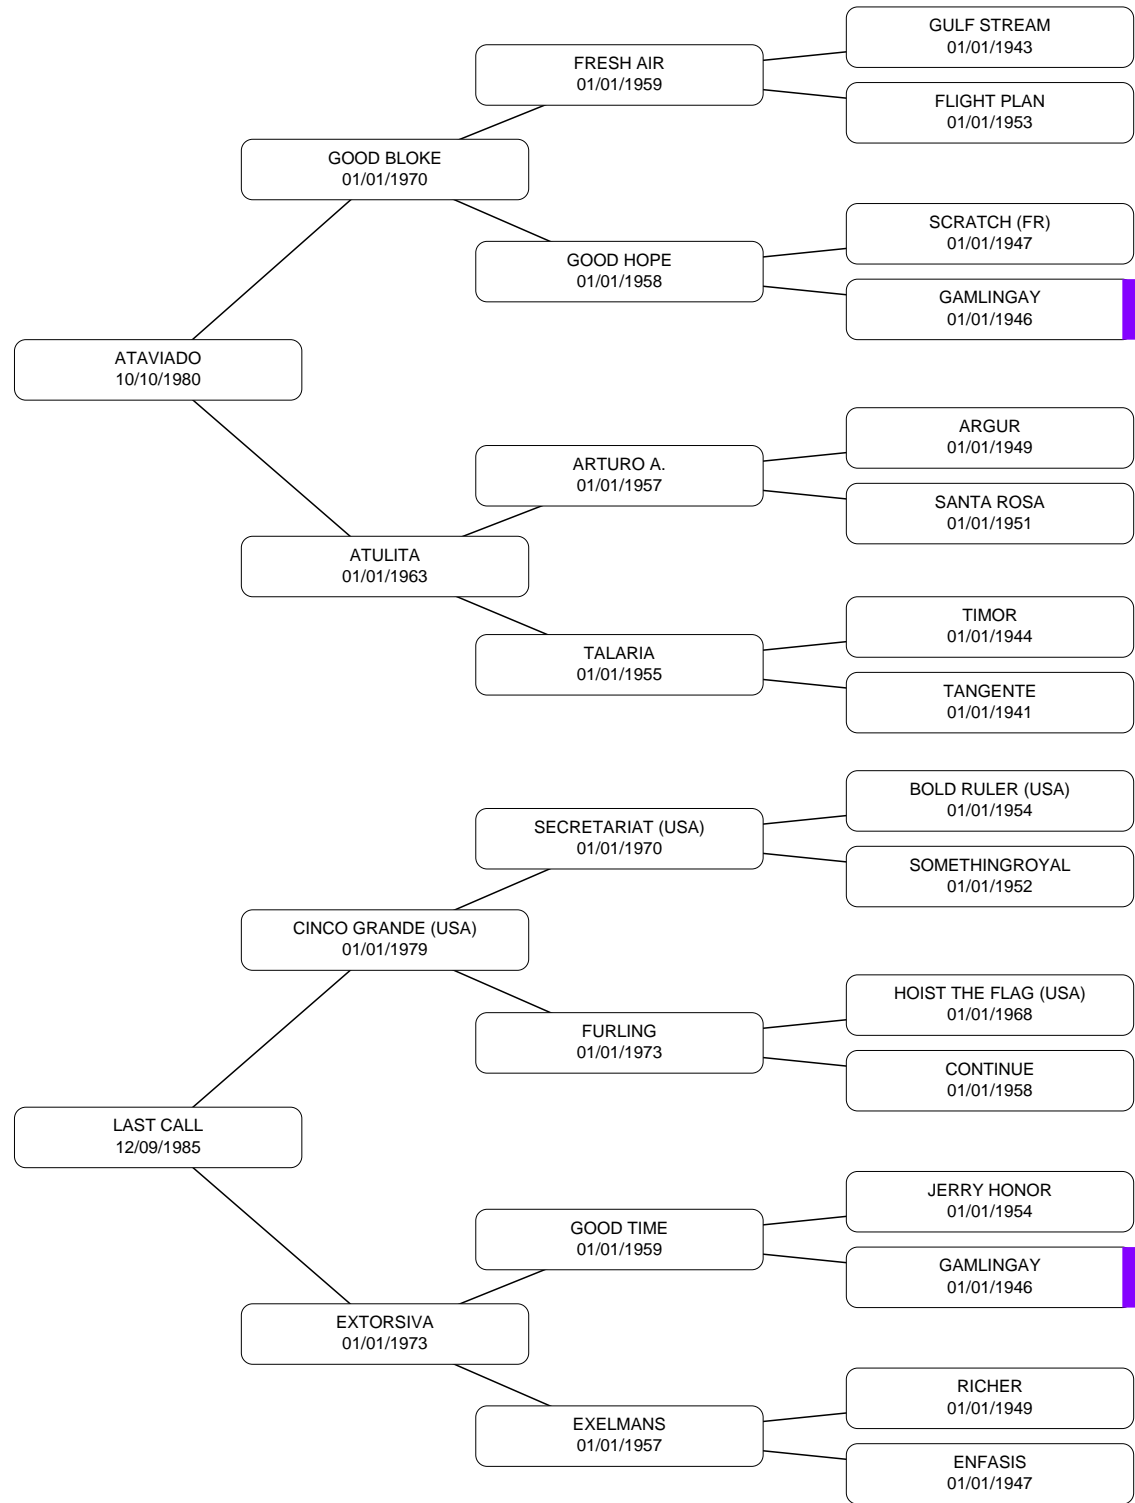 GULF STREAM
01/01/1943
FRESH AIR
01/01/1959
FLIGHT PLAN
01/01/1953
GOOD BLOKE
01/01/1970
SCRATCH (FR)
01/01/1947
GOOD HOPE
01/01/1958
GAMLINGAY
01/01/1946
ATAVIADO
10/10/1980
ARGUR
01/01/1949
ARTURO A.
01/01/1957
SANTA ROSA
01/01/1951
ATULITA
01/01/1963
TIMOR
01/01/1944
TALARIA
01/01/1955
TANGENTE
01/01/1941
BOLD RULER (USA)
01/01/1954
SECRETARIAT (USA)
01/01/1970
SOMETHINGROYAL
01/01/1952
CINCO GRANDE (USA)
01/01/1979
HOIST THE FLAG (USA)
01/01/1968
FURLING
01/01/1973
CONTINUE
01/01/1958
LAST CALL
12/09/1985
JERRY HONOR
01/01/1954
GOOD TIME
01/01/1959
GAMLINGAY
01/01/1946
EXTORSIVA
01/01/1973
RICHER
01/01/1949
EXELMANS
01/01/1957
ENFASIS
01/01/1947